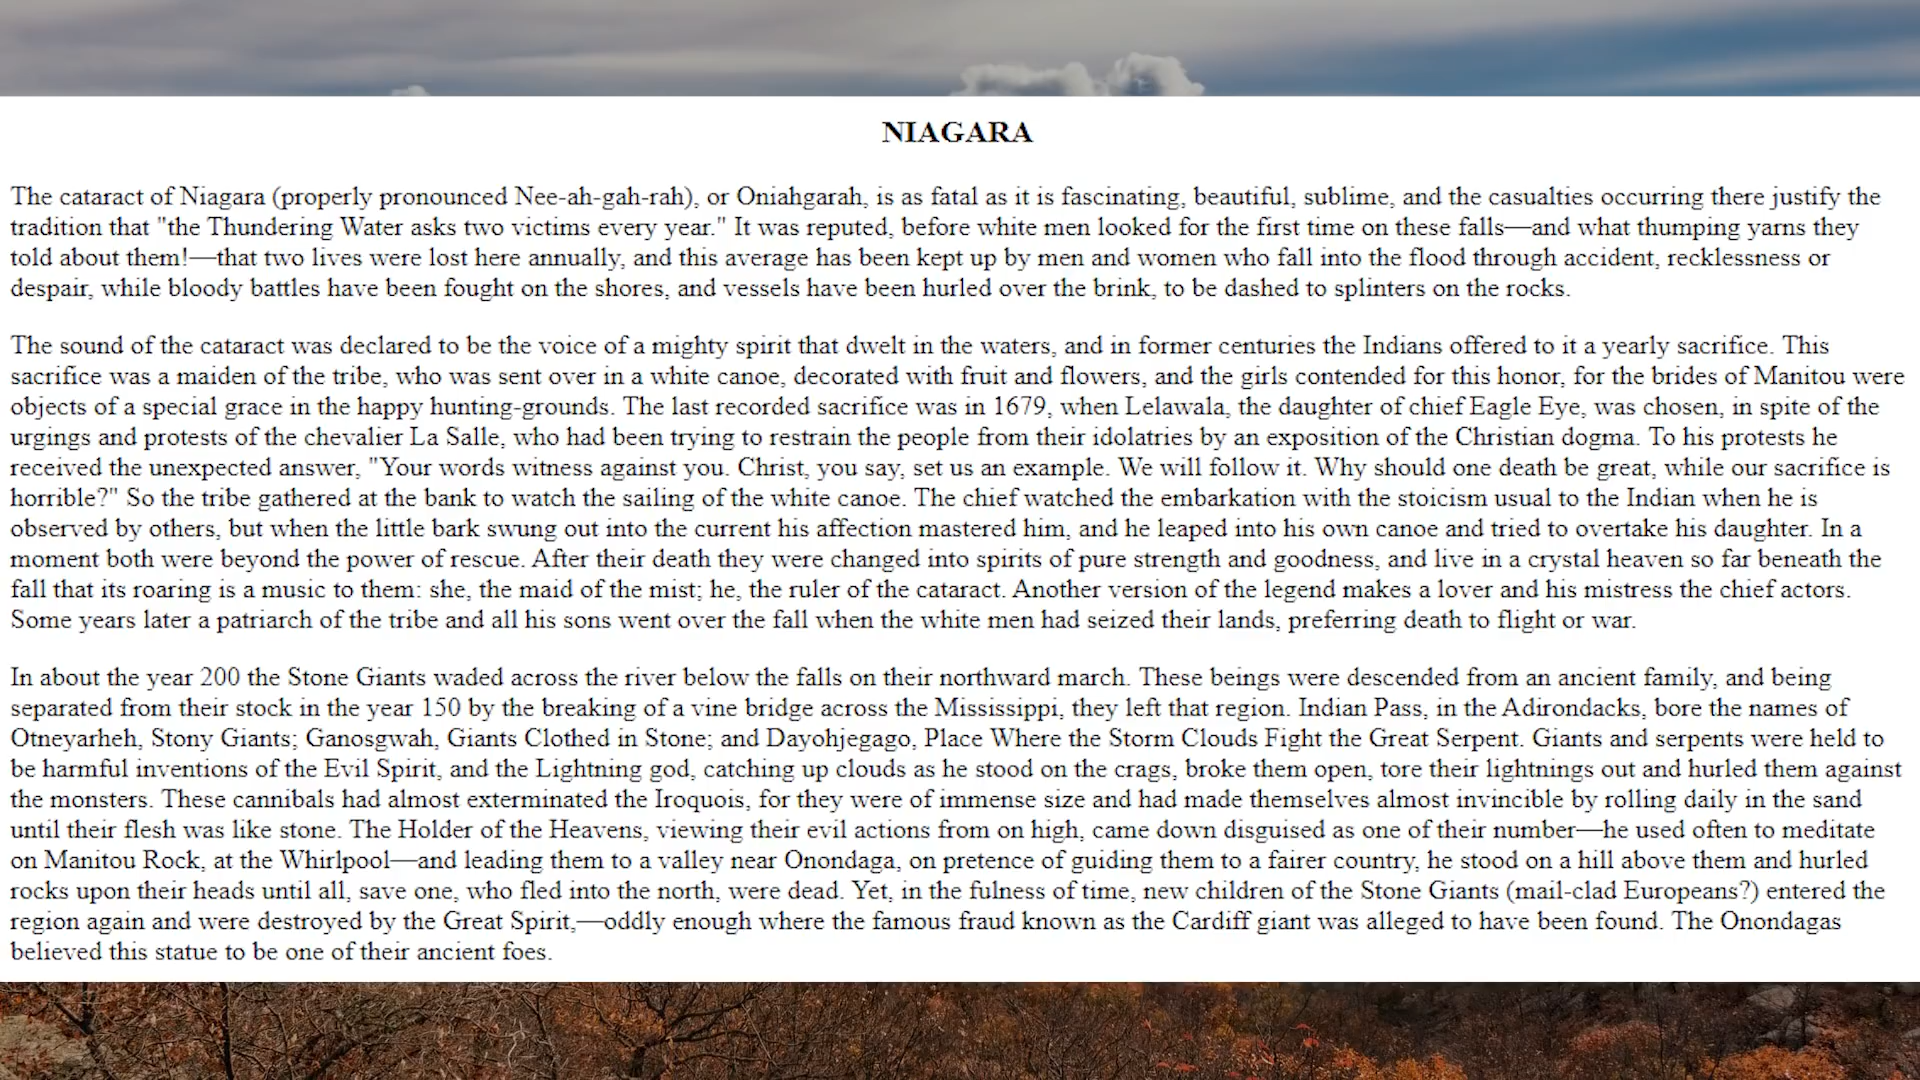 NIAGARA
The cataract of Niagara (properly pronounced Nee-ah-gah-rah), or Oniahgarah, is as fatal as it is fascinating, beautiful, sublime, and the casualties occurring there justify the
tradition that "the Thundering Water asks two victims every year." It was reputed, before white men looked for the first time on these falls—and what thumping yarns they
told about them!—that two lives were lost here annually, and this average has been kept up by men and women who fall into the flood through accident, recklessness or
despair, while bloody battles have been fought on the shores, and vessels have been hurled over the brink, to be dashed to splinters on the rocks.
The sound of the cataract was declared to be the voice of a mighty spirit that dwelt in the waters, and in former centuries the Indians offered to it a yearly sacrifice. This
sacrifice was a maiden of the tribe, who was sent over in a white canoe, decorated with fruit and flowers, and the girls contended for this honor, for the brides of Manitou were
objects of a special grace in the happy hunting-grounds. The last recorded sacrifice was in 1679, when Lelawala, the daughter of chief Eagle Eye, was chosen, in spite of the
urgings and protests of the chevalier La Salle, who had been trying to restrain the people from their idolatries by an exposition of the Christian dogma. To his protests he
received the unexpected answer, "Your words witness against you. Christ, you say, set us an example. We will follow it. Why should one death be great, while our sacrifice is
horrible?" So the tribe gathered at the bank to watch the sailing of the white canoe. The chief watched the embarkation with the stoicism usual to the Indian when he is
observed by others, but when the little bark swung out into the current his affection mastered him, and he leaped into his own canoe and tried to overtake his daughter. In a
moment both were beyond the power of rescue. After their death they were changed into spirits of pure strength and goodness, and live in a crystal heaven so far beneath the
fall that its roaring is a music to them: she, the maid of the mist; he, the ruler of the cataract. Another version of the legend makes a lover and his mistress the chief actors.
Some years later a patriarch of the tribe and all his sons went over the fall when the white men had seized their lands, preferring death to flight or war.
In about the year 200 the Stone Giants waded across the river below the falls on their northward march. These beings were descended from an ancient family, and being
separated from their stock in the year 150 by the breaking of a vine bridge across the Mississippi, they left that region. Indian Pass, in the Adirondacks, bore the names of
Otneyarheh, Stony Giants; Ganosgwah, Giants Clothed in Stone; and Dayohjegago, Place Where the Storm Clouds Fight the Great Serpent. Giants and serpents were held to
be harmful inventions of the Evil Spirit, and the Lightning god, catching up clouds as he stood on the crags, broke them open, tore their lightnings out and hurled them against
the monsters. These cannibals had almost exterminated the Iroquois, for they were of immense size and had made themselves almost invincible by rolling daily in the sand
until their flesh was like stone. The Holder of the Heavens, viewing their evil actions from on high, came down disguised as one of their number—he used often to meditate
on Manitou Rock, at the Whirlpool—and leading them to a valley near Onondaga, on pretence of guiding them to a fairer country, he stood on a hill above them and hurled
rocks upon their heads until all, save one, who fled into the north, were dead. Yet, in the fulness of time, new children of the Stone Giants (mail-clad Europeans?) entered the
region again and were destroyed by the Great Spirit,—oddly enough where the famous fraud known as the Cardiff giant was alleged to have been found. The Onondagas
believed this statue to be one of their ancient foes.